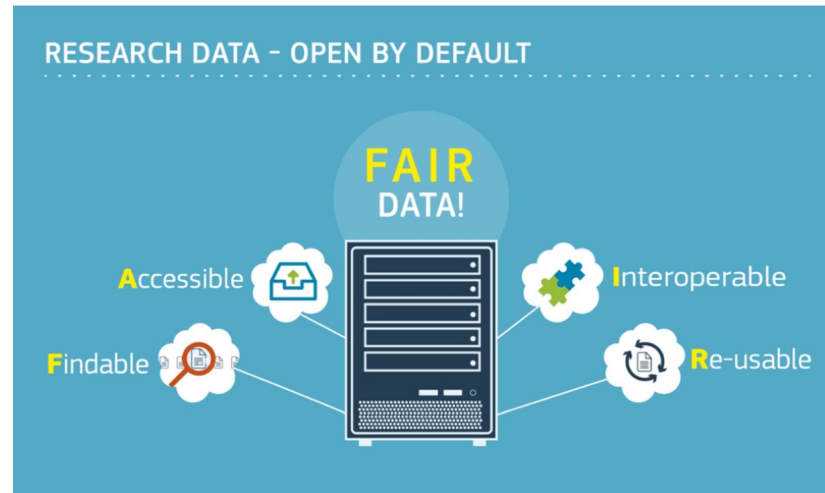 RESEARCH DATA – OPEN BY DEFAULT
FAIR
DATA!
Accessible
Interoperable
Findable
Re-usable